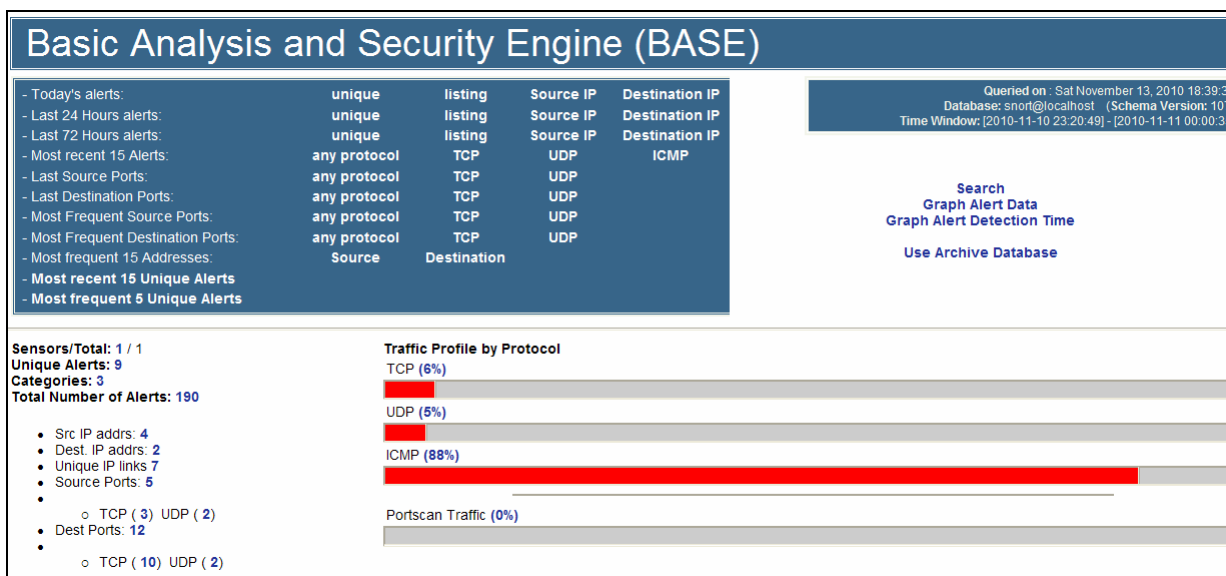 Basic Analysis and Security Engine (BASE)
- Today's alerts: unique listing Source IP Destination IP
- Last 24 Hours alerts: unique listing Source IP Destination IP
- Last 72 Hours alerts: unique listing Source IP Destination IP
- Most recent 15 Alerts: any protocol TCP UDP ICMP
- Last Source Ports: any protocol TCP UDP
- Last Destination Ports: any protocol TCP UDP
- Most Frequent Source Ports: any protocol TCP UDP
- Most Frequent Destination Ports: any protocol TCP UDP
- Most frequent 15 Addresses: Source Destination
- Most recent 15 Unique Alerts
- Most frequent 5 Unique Alerts
Queried on : Sat November 13, 2010 18:39:3
Database: snort@localhost (Schema Version: 10
Time Window: [2010-11-10 23:20:49] - [2010-11-11 00:00:3
Search
Graph Alert Data
Graph Alert Detection Time
Use Archive Database
Sensors/Total: 1 / 1
Unique Alerts: 9
Categories: 3
Total Number of Alerts: 190
• Src IP addrs: 4
• Dest. IP addrs: 2
• Unique IP links 7
• Source Ports: 5
•
o TCP ( 3) UDP ( 2)
• Dest Ports: 12
•
o TCP ( 10) UDP ( 2)
Traffic Profile by Protocol
TCP (6%)
UDP (5%)
ICMP (88%)
Portscan Traffic (0%)